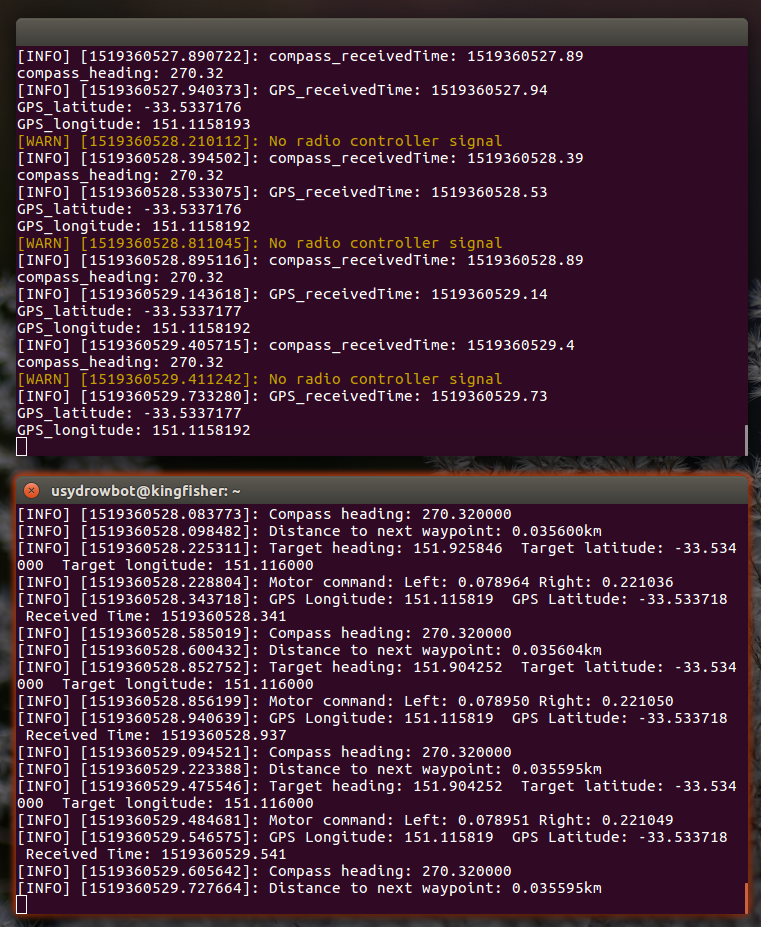 [INFO] [1519360527.890722]: compass_receivedTime: 1519360527.89
compass_heading: 270.32
[INFO] [1519360527.940373]: GPS_receivedTime: 1519360527.94
GPS_latitude: -33.5337176
GPS_longitude: 151.1158193
[WARN] [1519360528.210112]: No radio controller signal
[INFO] [1519360528.394502]: compass_receivedTime: 1519360528.39
compass_heading: 270.32
[INFO] [1519360528.533075]: GPS_receivedTime: 1519360528.53
GPS_latitude: -33.5337176
GPS_longitude: 151.1158192
[WARN] [1519360528.811045]: No radio controller signal
[INFO] [1519360528.895116]: compass_receivedTime: 1519360528.89
compass_heading: 270.32
[INFO] [1519360529.143618]: GPS_receivedTime: 1519360529.14
GPS_latitude: -33.5337177
GPS_longitude: 151.1158192
[INFO] [1519360529.405715]: compass_receivedTime: 1519360529.4
compass_heading: 270.32
[WARN] [1519360529.411242]: No radio controller signal
[INFO] [1519360529.733280]: GPS_receivedTime: 1519360529.73
GPS_latitude: -33.5337177
GPS_longitude: 151.1158192
usydrowbot@kingfisher: ~
[INFO] [1519360528.083773]: Compass heading: 270.320000
[INFO] [1519360528.098482]: Distance to next waypoint: 0.035600km
[INFO] [1519360528.225311]: Target heading: 151.925846  Target latitude: -33.534
000  Target longitude: 151.116000
[INFO] [1519360528.228804]: Motor command: Left: 0.078964 Right: 0.221036
[INFO] [1519360528.343718]: GPS Longitude: 151.115819  GPS Latitude: -33.533718
 Received Time: 1519360528.341
[INFO] [1519360528.585019]: Compass heading: 270.320000
[INFO] [1519360528.600432]: Distance to next waypoint: 0.035604km
[INFO] [1519360528.852752]: Target heading: 151.904252  Target latitude: -33.534
000  Target longitude: 151.116000
[INFO] [1519360528.856199]: Motor command: Left: 0.078950 Right: 0.221050
[INFO] [1519360528.940639]: GPS Longitude: 151.115819  GPS Latitude: -33.533718
 Received Time: 1519360528.937
[INFO] [1519360529.094521]: Compass heading: 270.320000
[INFO] [1519360529.223388]: Distance to next waypoint: 0.035595km
[INFO] [1519360529.475546]: Target heading: 151.904252  Target latitude: -33.534
000  Target longitude: 151.116000
[INFO] [1519360529.484681]: Motor command: Left: 0.078951 Right: 0.221049
[INFO] [1519360529.546575]: GPS Longitude: 151.115819  GPS Latitude: -33.533718
 Received Time: 1519360529.541
[INFO] [1519360529.605642]: Compass heading: 270.320000
[INFO] [1519360529.727664]: Distance to next waypoint: 0.035595km